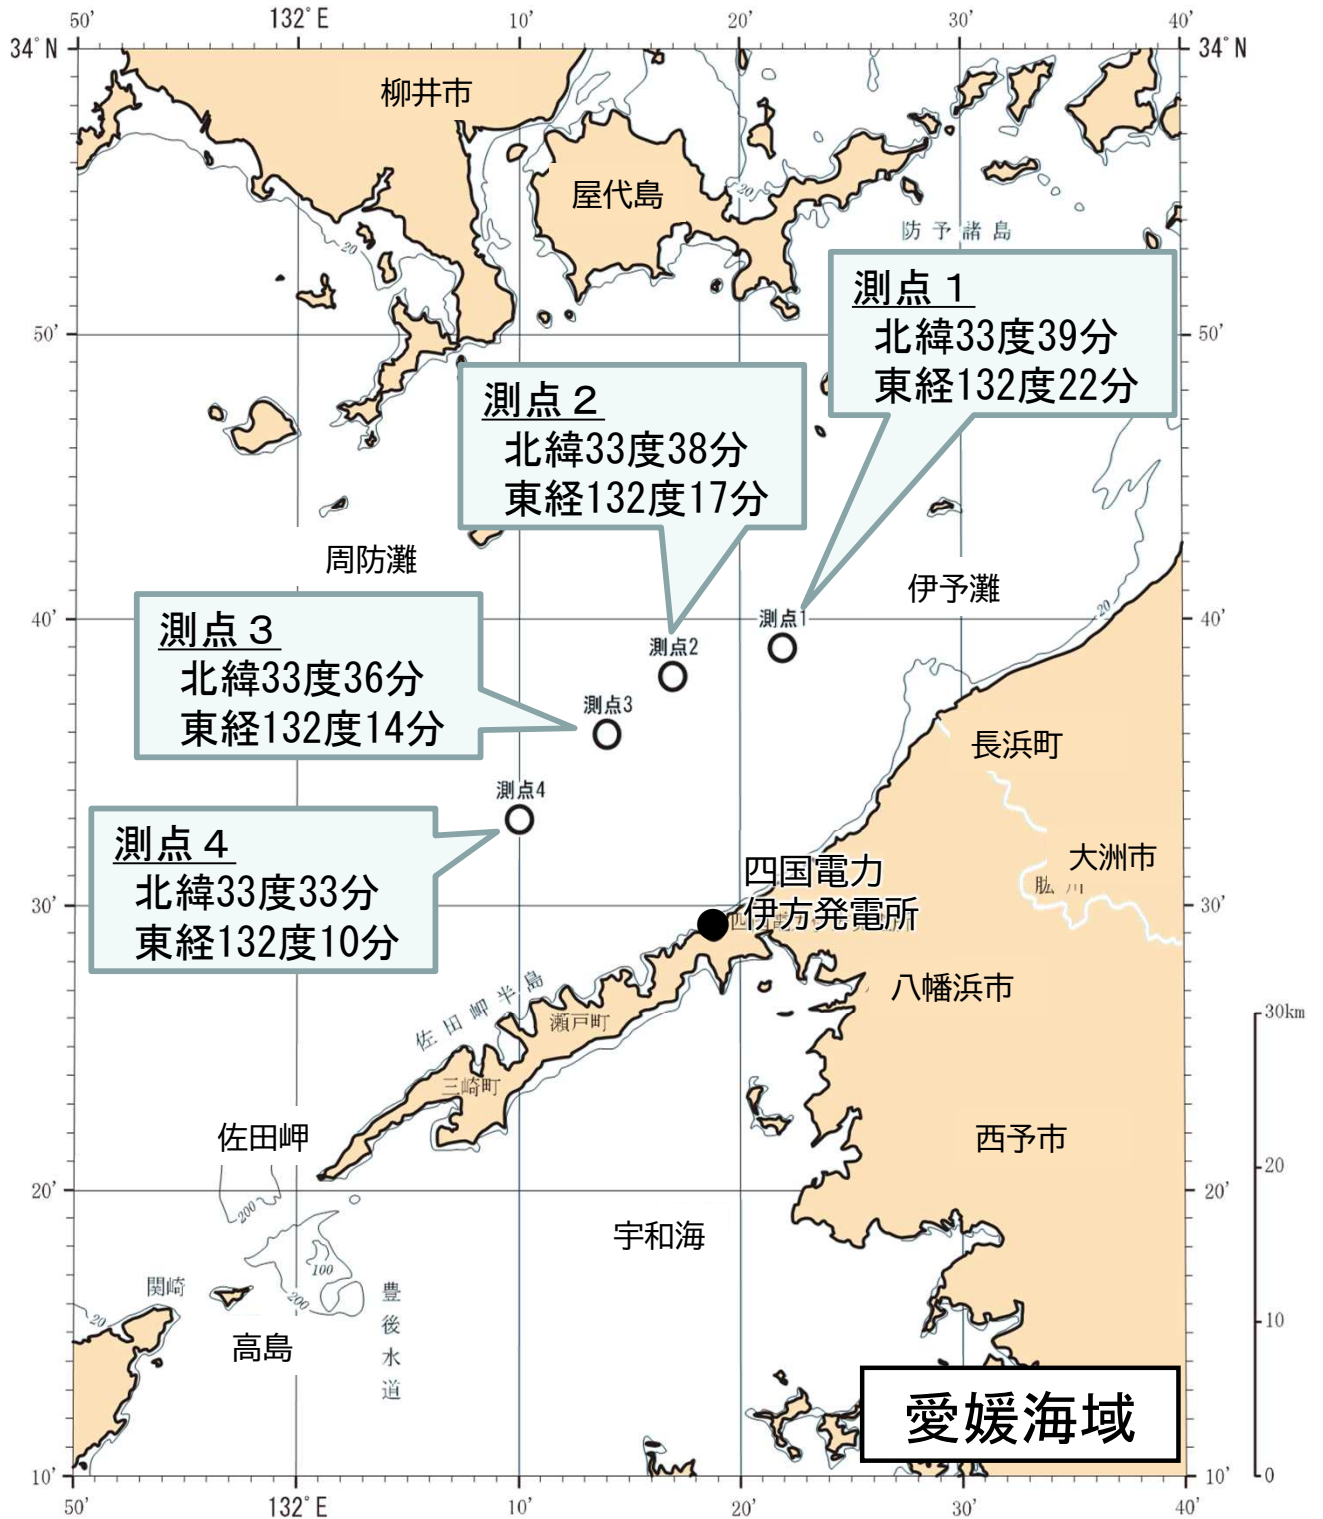 50′
132°E
10′
20′
30′
40′
34°N
34°N
柳井市
屋代島
20
防予諸島
20
測点１
北緯33度39分
東経132度22分
50′
50′
測点２
北緯33度38分
東経132度17分
周防灘
伊予灘
20
測点３
北緯33度36分
東経132度14分
40′
40′
測点1
測点2
測点3
長浜町
測点4
測点４
北緯33度33分
東経132度10分
大洲市
肱川
四国電力
伊方発電所
30′
30′
八幡浜市
佐田岬半島
瀬戸町
三崎町
30km
佐田岬
西予市
20
20′
20′
200
宇和海
100
200
関崎
20
豊後水道
高島
10
愛媛海域
10′
10′
0
50′
132°E
10′
20′
30′
40′